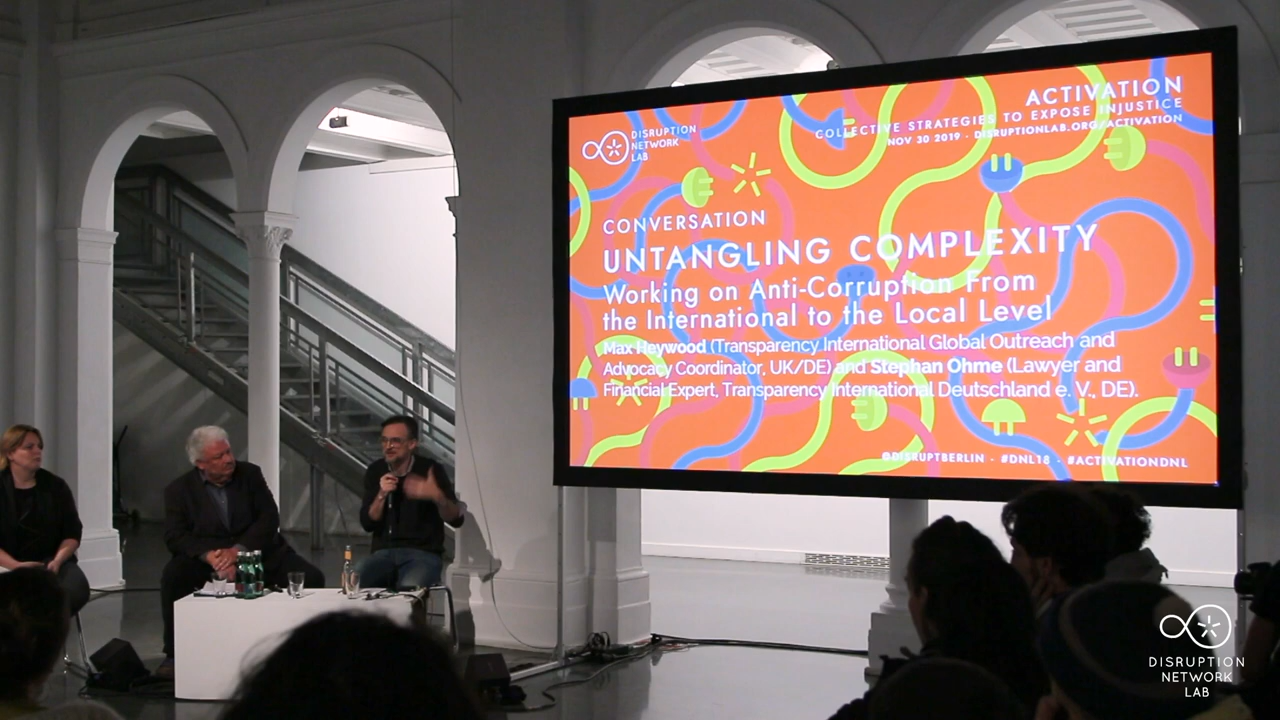 DISRUPTION
NETWORK
LAB
ACTIVATION
COLLECTIVE STRATEGIES TO EXPOSE INJUSTICE
NOV 30 2019 · DISRUPTIONLAB.ORG/ACTIVATION
CONVERSATION
UNTANGLING COMPLEXITY
Working on Anti-Corruption From
the International to the Local Level
Max Heywood (Transparency International Global Outreach and
Advocacy Coordinator, UK/DE) and Stephan Ohme (Lawyer and
Financial Expert, Transparency International Deutschland e. V., DE).
@DISRUPTBERLIN - #DNL18 - #ACTIVATIONDNL
DISRUPTION
NETWORK
LAB